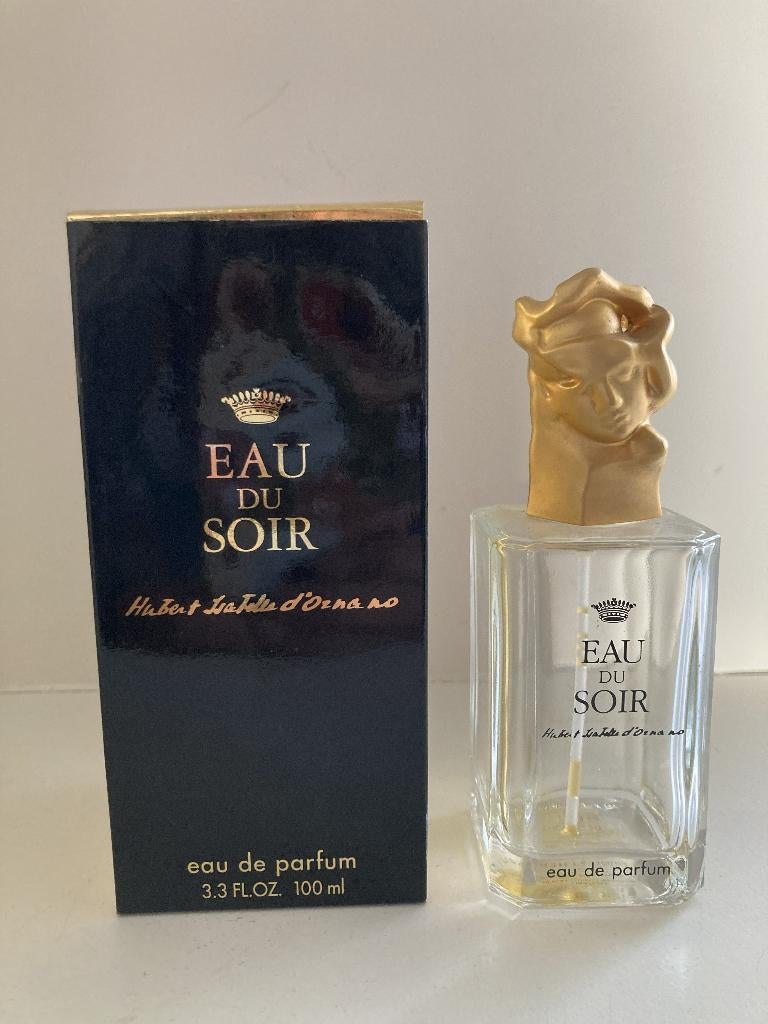 EAU
DU
SOIR
Hubert Isabelle d'Ornano
eau de parfum
3.3 FL.OZ. 100 ml
EAU
DU
SOIR
Hubert Isabelle d'Ornano
eau de parfum